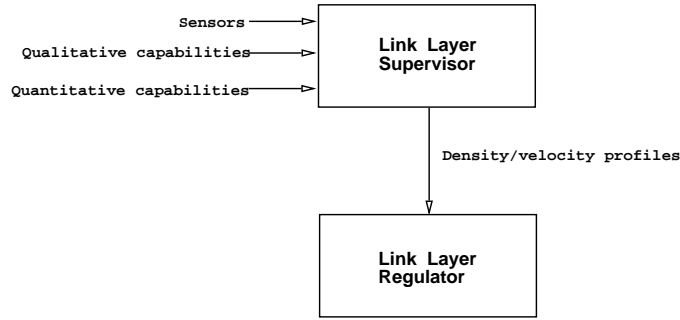 Sensors
Qualitative capabilities
Quantitative capabilities
Link Layer
Supervisor
Density/velocity profiles
Link Layer
Regulator